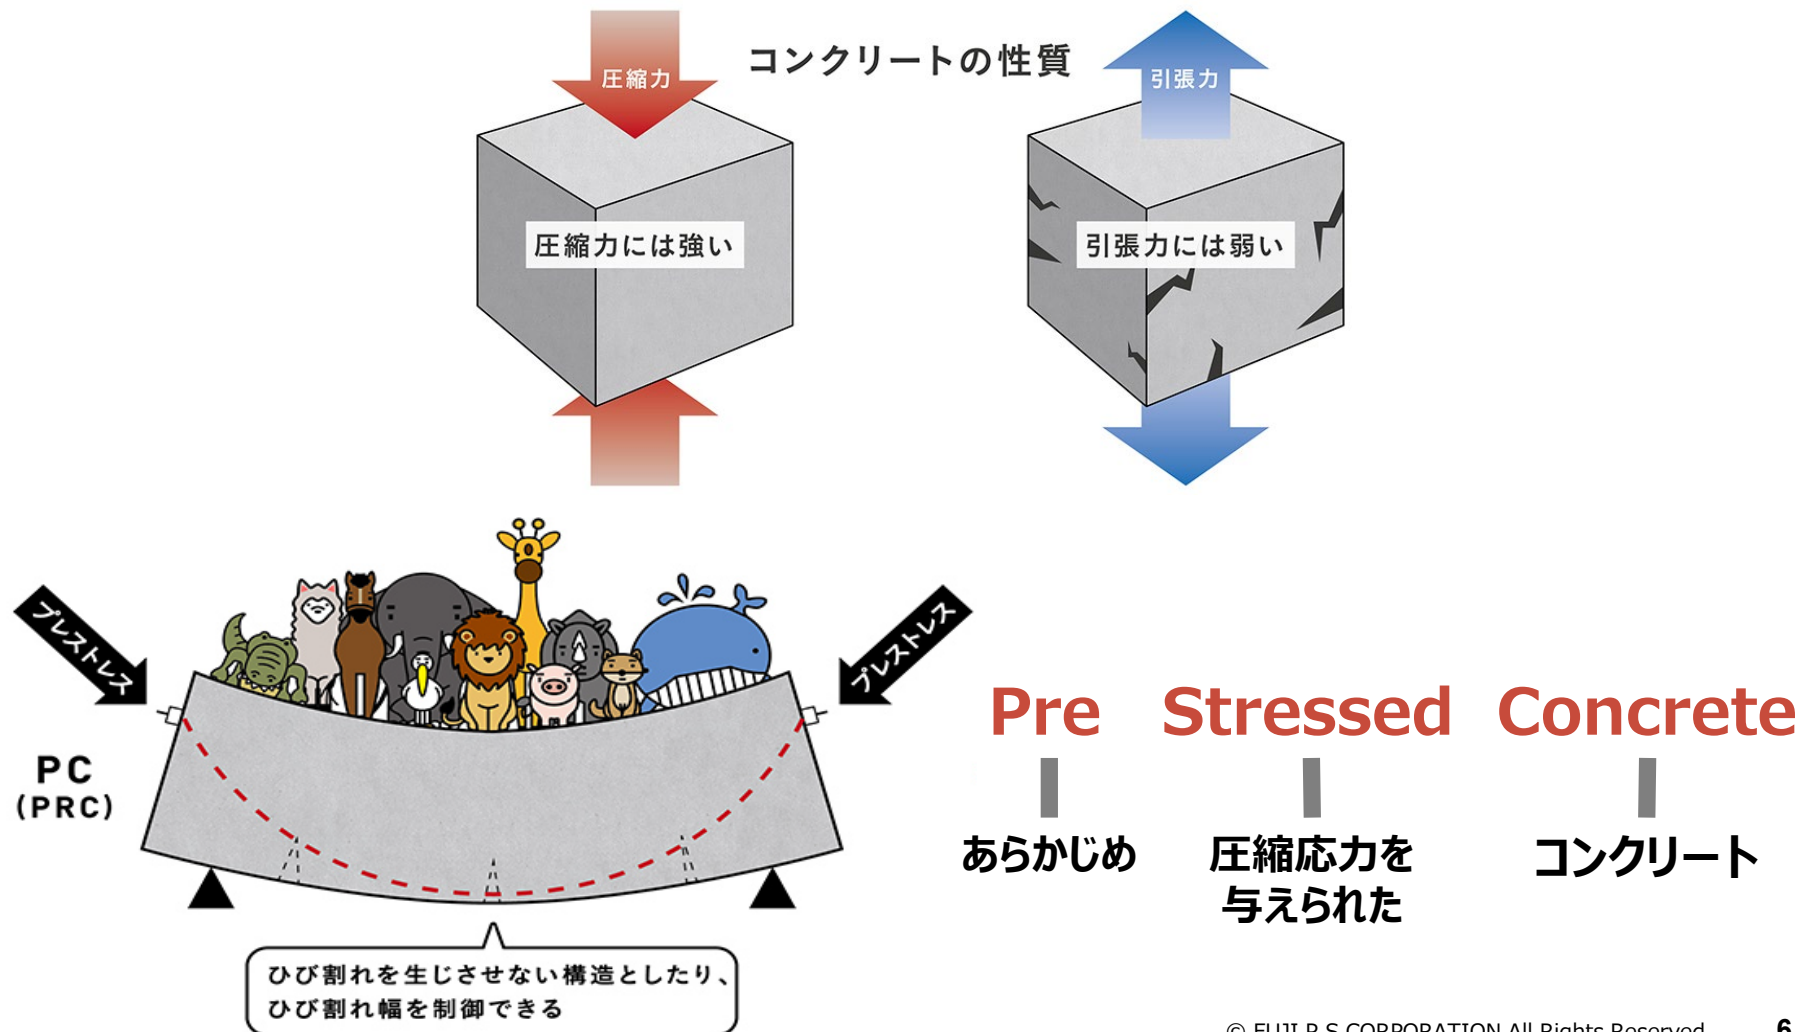 コンクリートの性質
圧縮力
引張力
圧縮力には強い
引張力には弱い
プレストレス
プレストレス
PC
(PRC)
ひび割れを生じさせない構造としたり、
ひび割れ幅を制御できる
Pre Stressed Concrete
あらかじめ
圧縮応力を
与えられた
コンクリート
© FUJI P.S CORPORATION All Rights Reserved
6